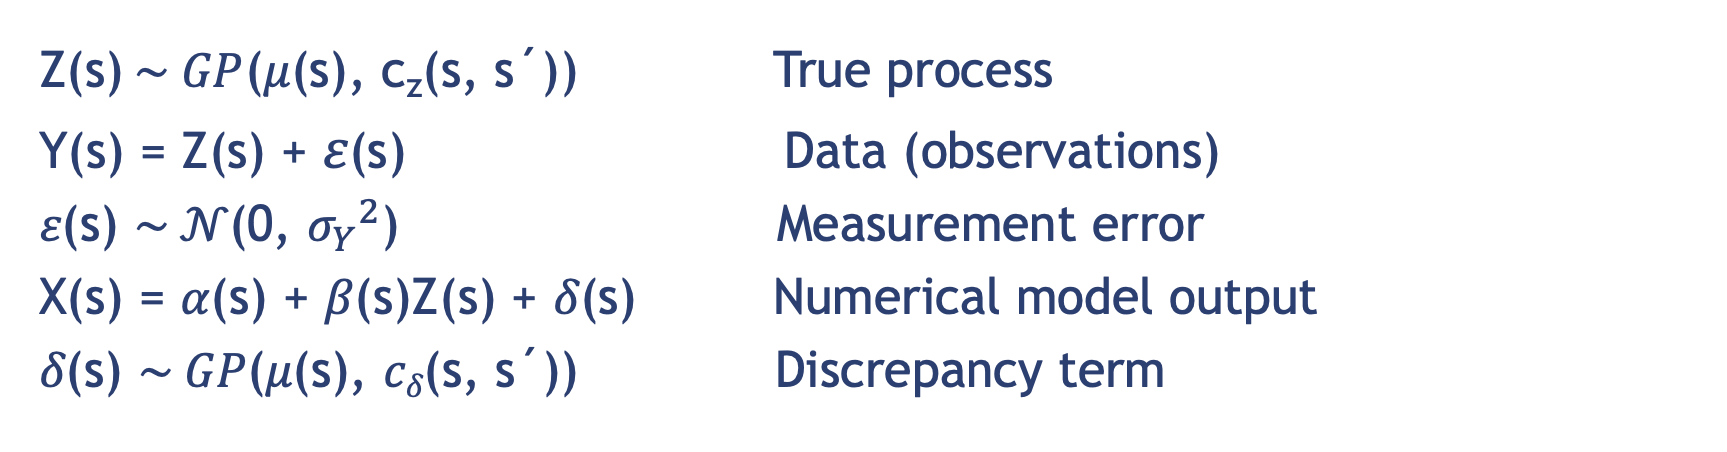 Z(s) ~ 𝐺𝑃(𝜇(s), c_z(s, s´)) True process
Y(s) = Z(s) + 𝜀(s) Data (observations)
𝜀(s) ~ 𝒩(0, 𝜎_𝑌²) Measurement error
X(s) = 𝛼(s) + 𝛽(s)Z(s) + 𝛿(s) Numerical model output
𝛿(s) ~ 𝐺𝑃(𝜇(s), 𝑐_𝛿(s, s´)) Discrepancy term